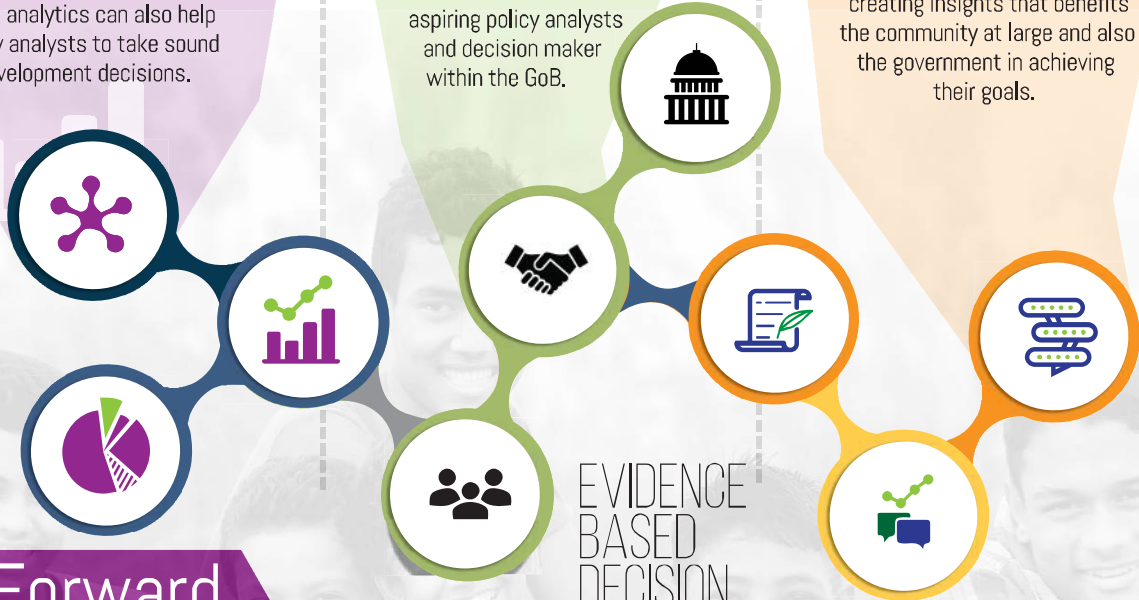 analytics can also help
analysts to take sound
decisions.
aspiring policy analysts
and decision maker
within the GoB.
creating insights that benefits
the community at large and also
the government in achieving
their goals.
EVIDENCE
BASED
DECISION
Forward